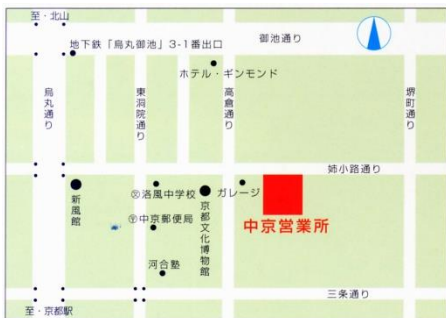 至・北山
地下鉄「烏丸御池」3-1番出口
御池通り
ホテル・ギンモンド
烏丸通り
東洞院通り
高倉通り
堺町通り
姉小路通り
㊛洛風中学校
ガレージ
新風館
〒中京郵便局
京都文化博物館
中京営業所
河合塾
三条通り
至・京都駅